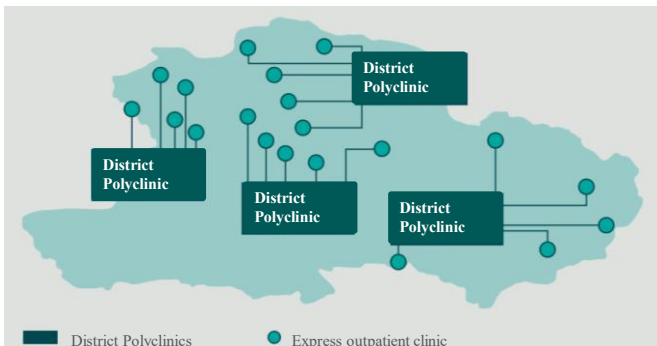 District
Polyclinic
District
Polyclinic
District
Polyclinic
District
Polyclinic
District Polyclinics
Express outpatient clinic